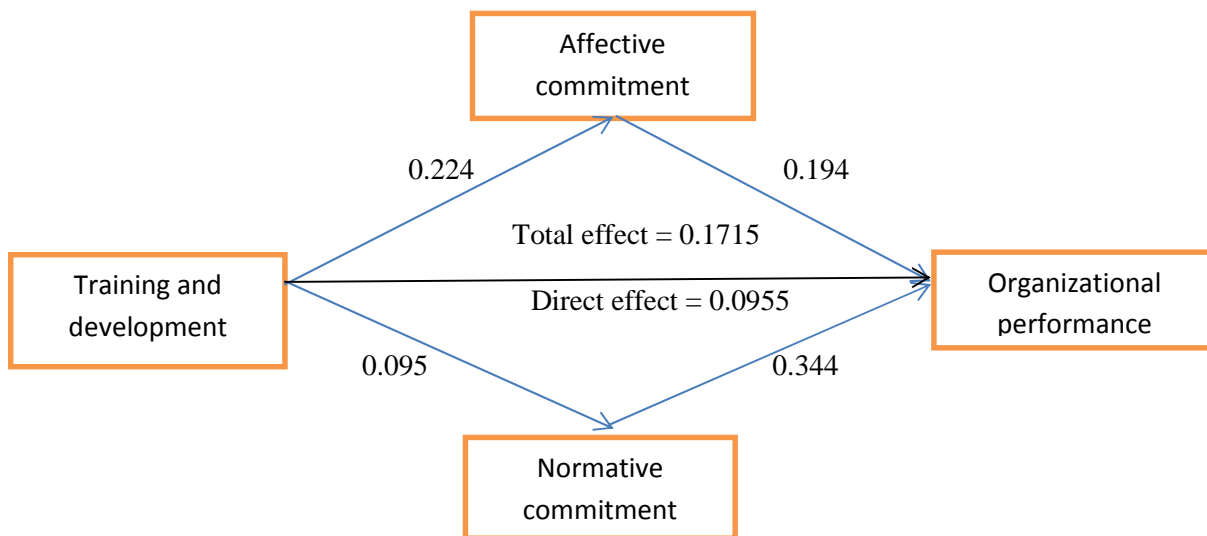 Affective
commitment
0.224
0.194
Total effect = 0.1715
Training and
development
Direct effect = 0.0955
Organizational
performance
0.095
0.344
Normative
commitment